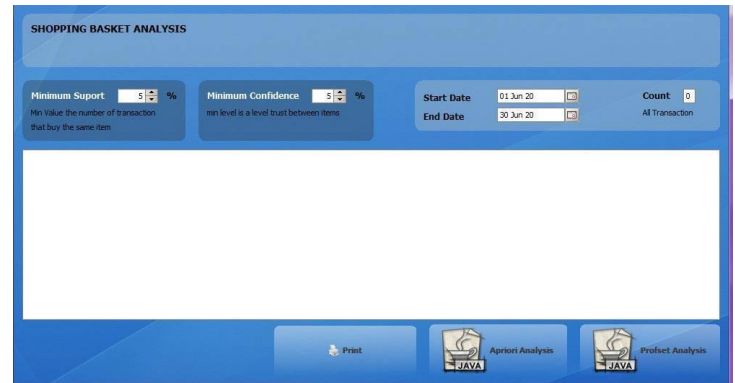 SHOPPING BASKET ANALYSIS
Minimum Suport 5 %
Min Value the number of transaction
that buy the same item
Minimum Confidence 5 %
min level is a level trust between items
Start Date 01 Jun 20
End Date 30 Jun 20
Count 0
All Transaction
Print
JAVA Apriori Analysis
JAVA Profset Analysis